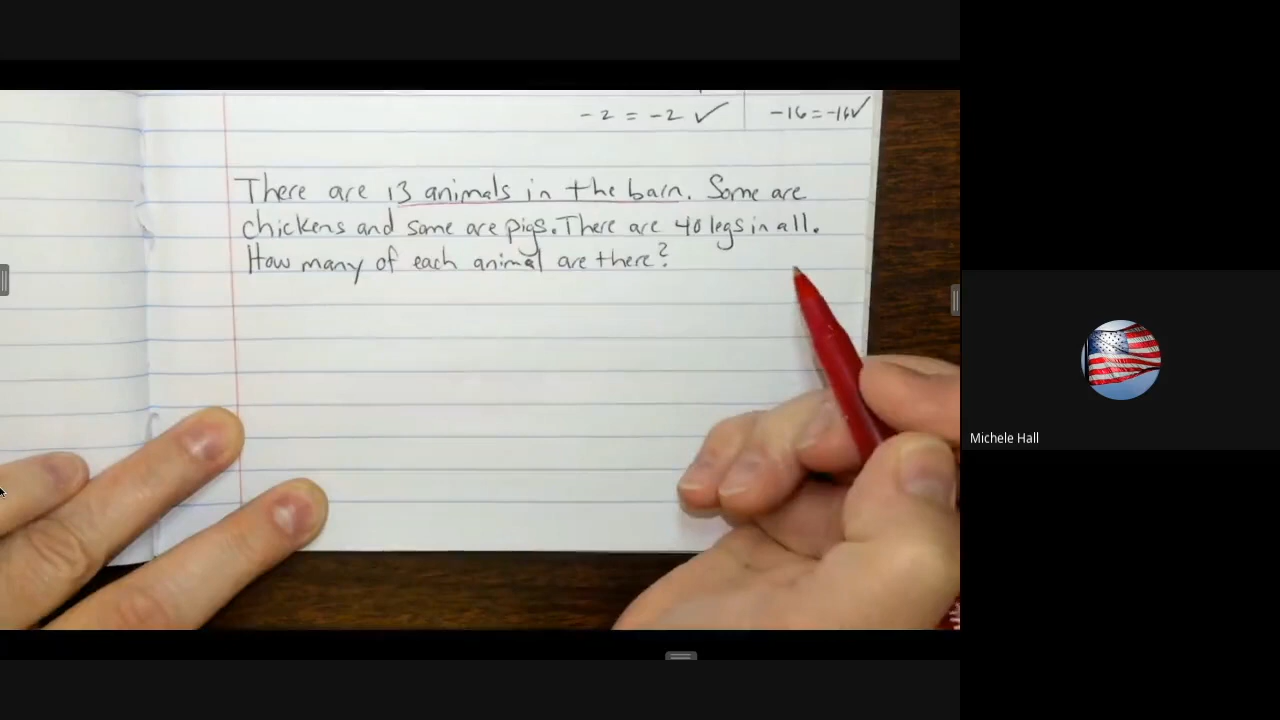 -2 = -2 ✓
-16=-16✓
There are 13 animals in the barn. Some are
chickens and some are pigs. There are 40 legs in all.
How many of each animal are there?
Michele Hall